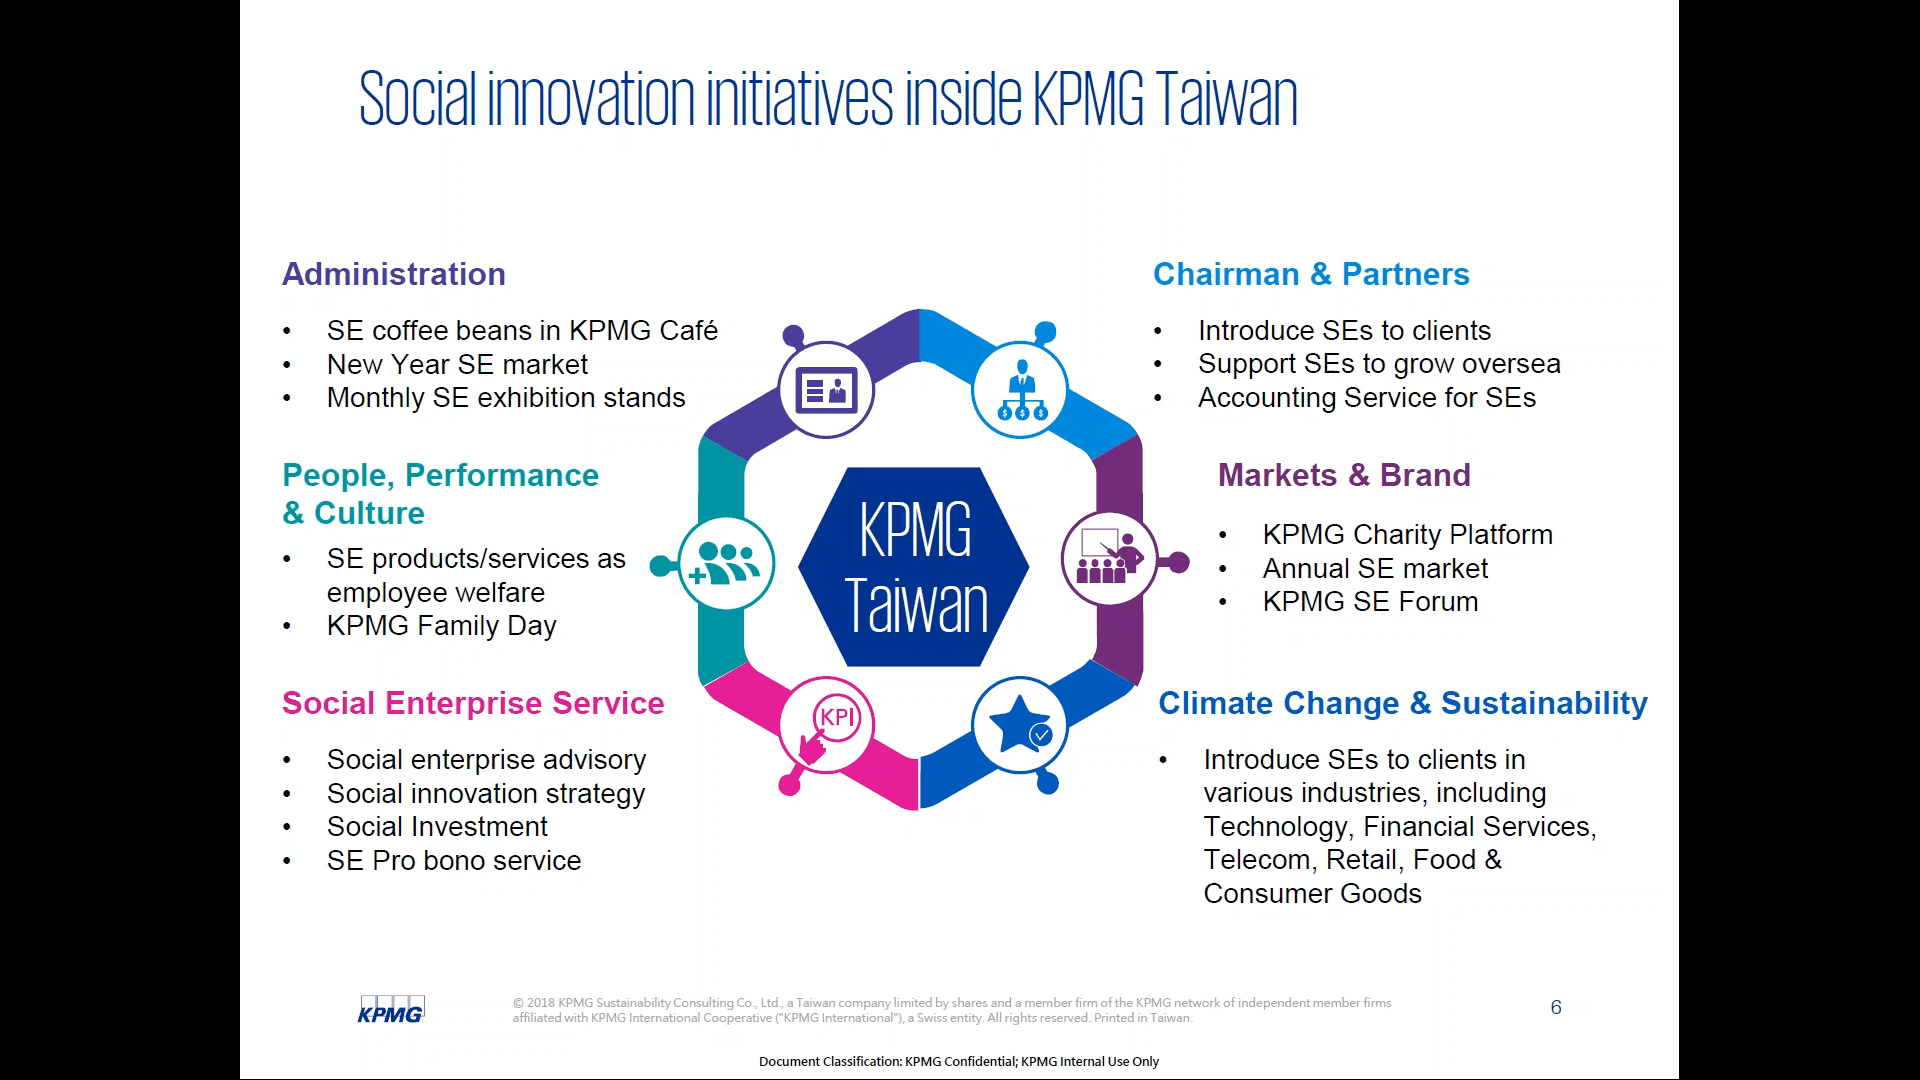 Social innovation initiatives inside KPMG Taiwan
Administration
• SE coffee beans in KPMG Café
• New Year SE market
• Monthly SE exhibition stands
People, Performance
& Culture
• SE products/services as
employee welfare
• KPMG Family Day
Social Enterprise Service
• Social enterprise advisory
• Social innovation strategy
• Social Investment
• SE Pro bono service
KPMG
Taiwan
KPI
Chairman & Partners
• Introduce SEs to clients
• Support SEs to grow oversea
• Accounting Service for SEs
Markets & Brand
• KPMG Charity Platform
• Annual SE market
• KPMG SE Forum
Climate Change & Sustainability
• Introduce SEs to clients in
various industries, including
Technology, Financial Services,
Telecom, Retail, Food &
Consumer Goods
KPMG
© 2018 KPMG Sustainability Consulting Co., Ltd., a Taiwan company limited by shares and a member firm of the KPMG network of independent member firms
affiliated with KPMG International Cooperative ("KPMG International"), a Swiss entity. All rights reserved. Printed in Taiwan.
6
Document Classification: KPMG Confidential; KPMG Internal Use Only